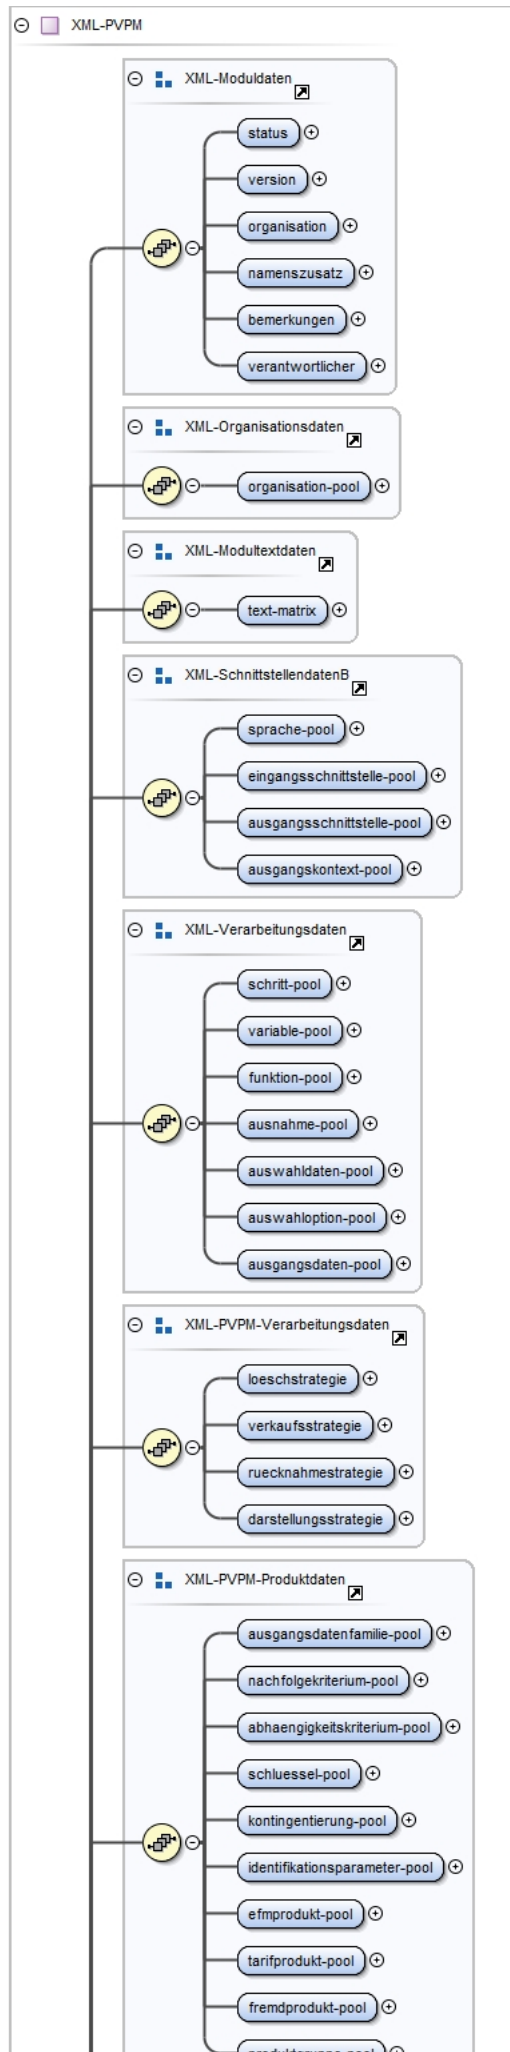 XML-PVPM
XML-Moduldaten
status
version
organisation
namenszusatz
bemerkungen
verantwortlicher
XML-Organisationsdaten
organisation-pool
XML-Modultextdaten
text-matrix
XML-SchnittstellendatenB
sprache-pool
eingangsschnittstelle-pool
ausgangsschnittstelle-pool
ausgangskontext-pool
XML-Verarbeitungsdaten
schritt-pool
variable-pool
funktion-pool
ausnahme-pool
auswahldaten-pool
auswahloption-pool
ausgangsdaten-pool
XML-PVPM-Verarbeitungsdaten
loeschstrategie
verkaufsstrategie
ruecknahmestrategie
darstellungsstrategie
XML-PVPM-Produktdaten
ausgangsdatenfamilie-pool
nachfolgekriterium-pool
abhaengigkeitskriterium-pool
schluessel-pool
kontingentierung-pool
identifikationsparameter-pool
efmprodukt-pool
tarifprodukt-pool
fremdprodukt-pool